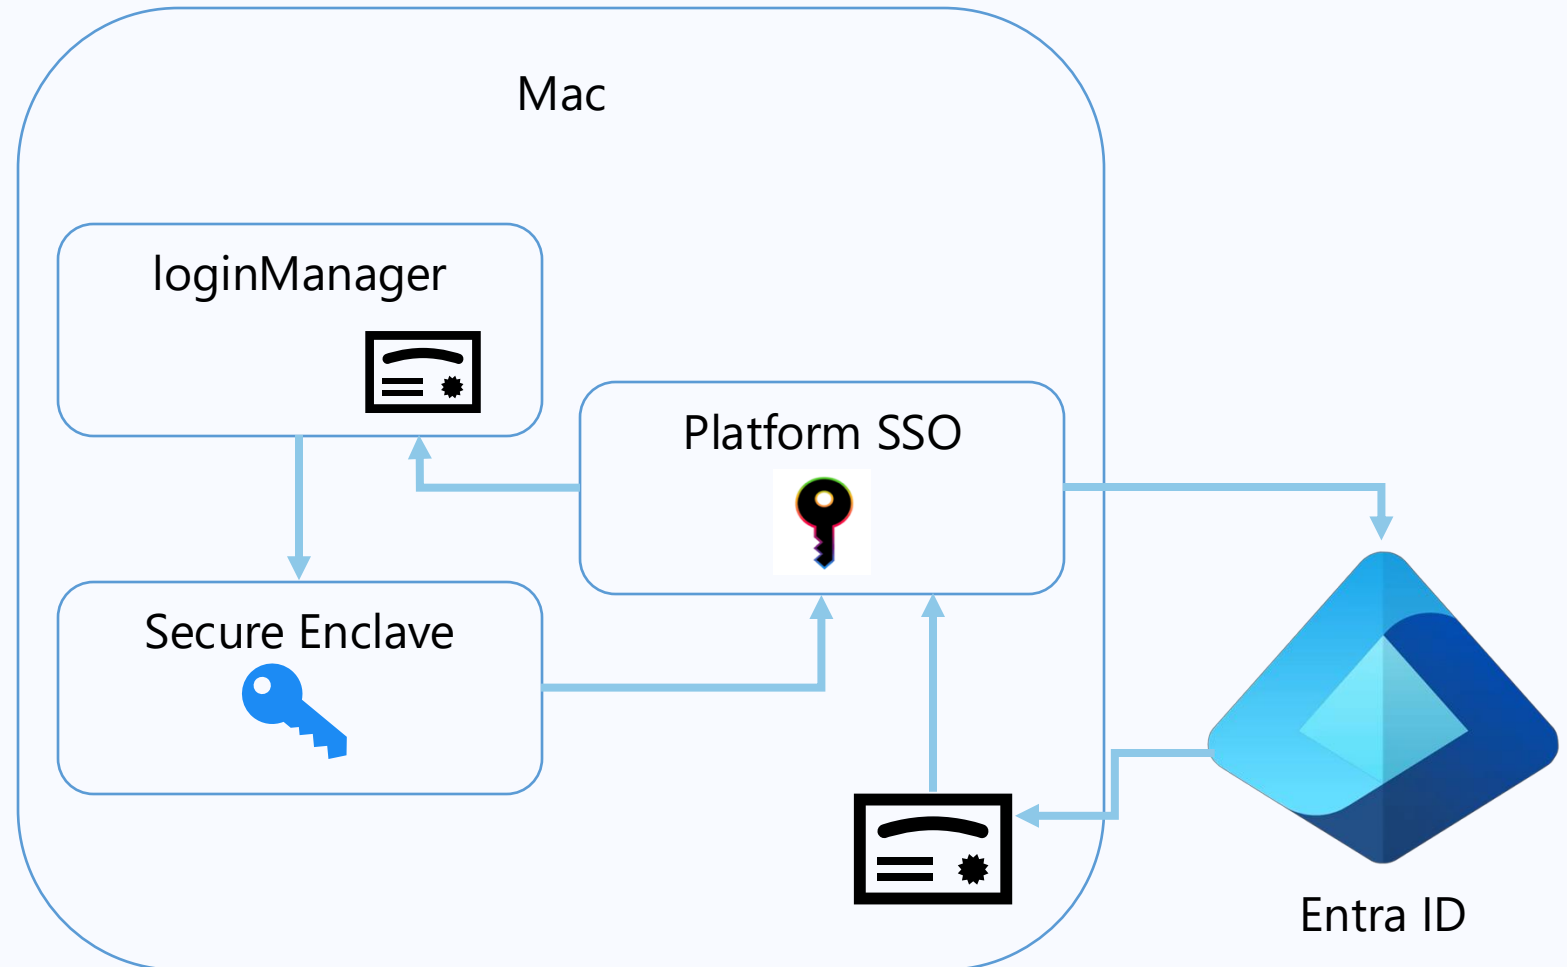 Mac
loginManager
Platform SSO
Secure Enclave
Entra ID